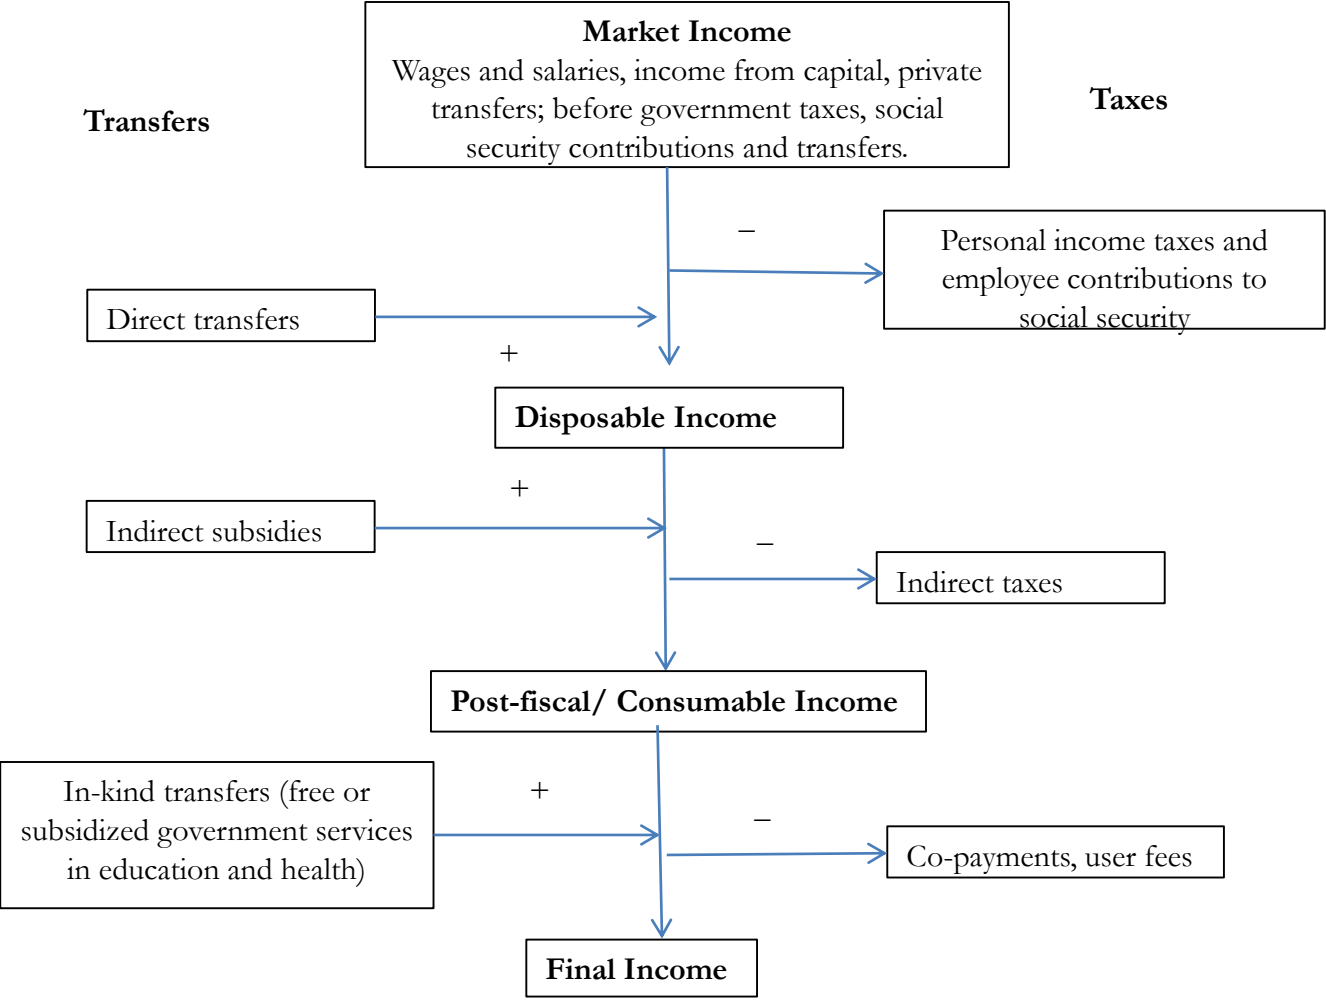 Market Income
Wages and salaries, income from capital, private
transfers; before government taxes, social
security contributions and transfers.
Transfers
Taxes
–
Personal income taxes and
employee contributions to
social security
Direct transfers
+
Disposable Income
+
Indirect subsidies
–
Indirect taxes
Post-fiscal/ Consumable Income
In-kind transfers (free or
subsidized government services
in education and health)
+
–
Co-payments, user fees
Final Income